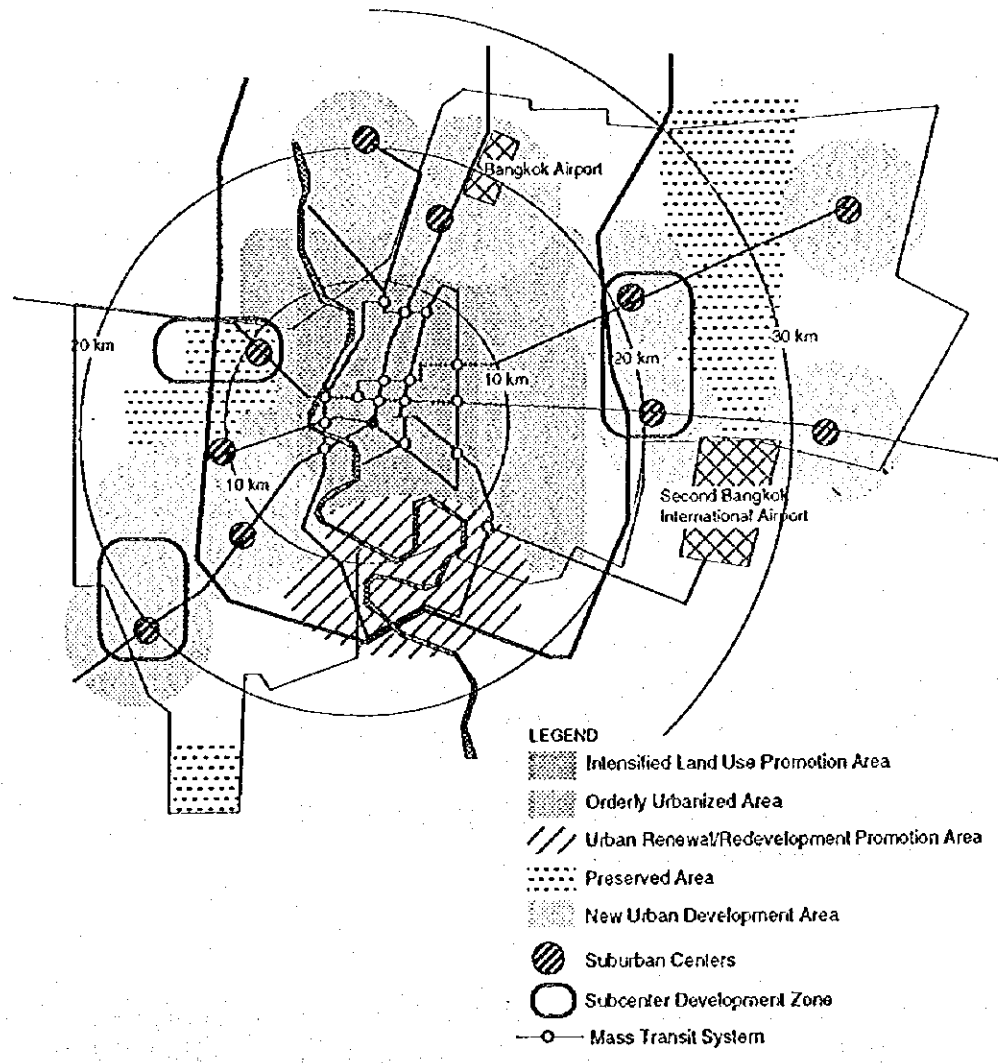 Bangkok Airport
20 km
10 km
20 km
30 km
10 km
Second Bangkok
International Airport
LEGEND
Intensified Land Use Promotion Area
Orderly Urbanized Area
Urban Renewal/Redevelopment Promotion Area
Preserved Area
New Urban Development Area
Suburban Centers
Subcenter Development Zone
Mass Transit System